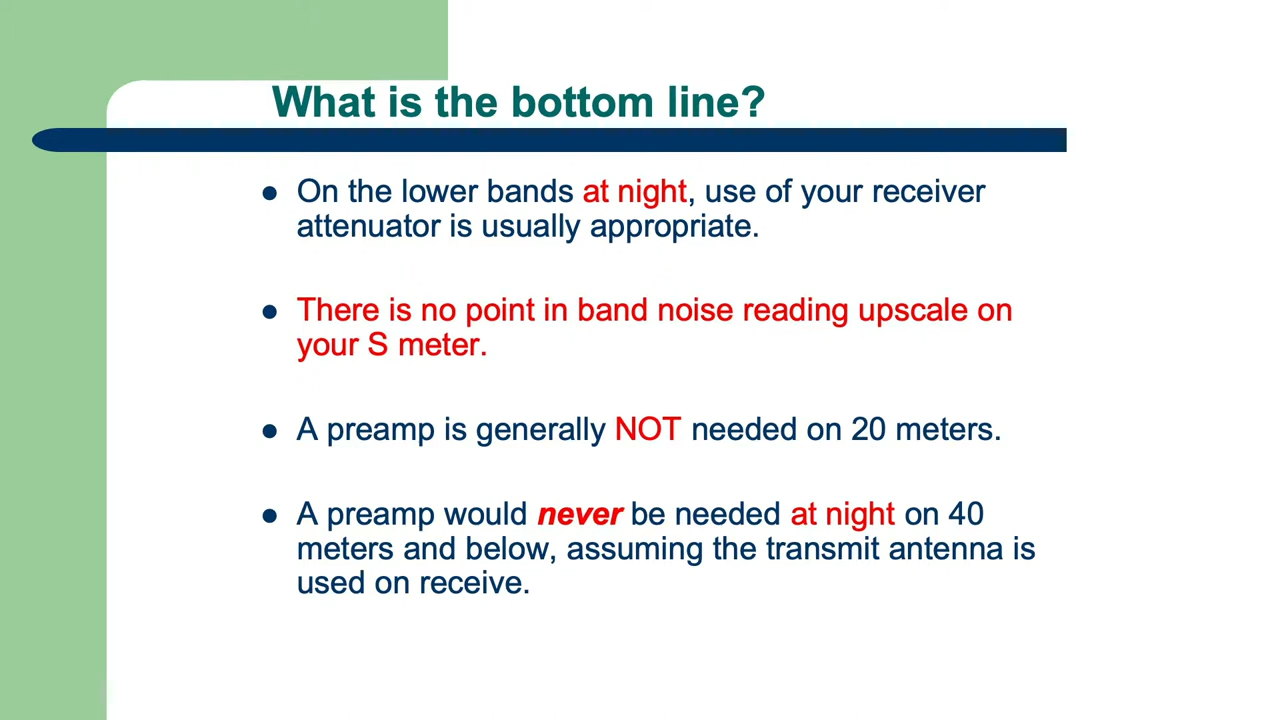 What is the bottom line?
On the lower bands at night, use of your receiver
attenuator is usually appropriate.
There is no point in band noise reading upscale on
your S meter.
A preamp is generally NOT needed on 20 meters.
A preamp would never be needed at night on 40
meters and below, assuming the transmit antenna is
used on receive.